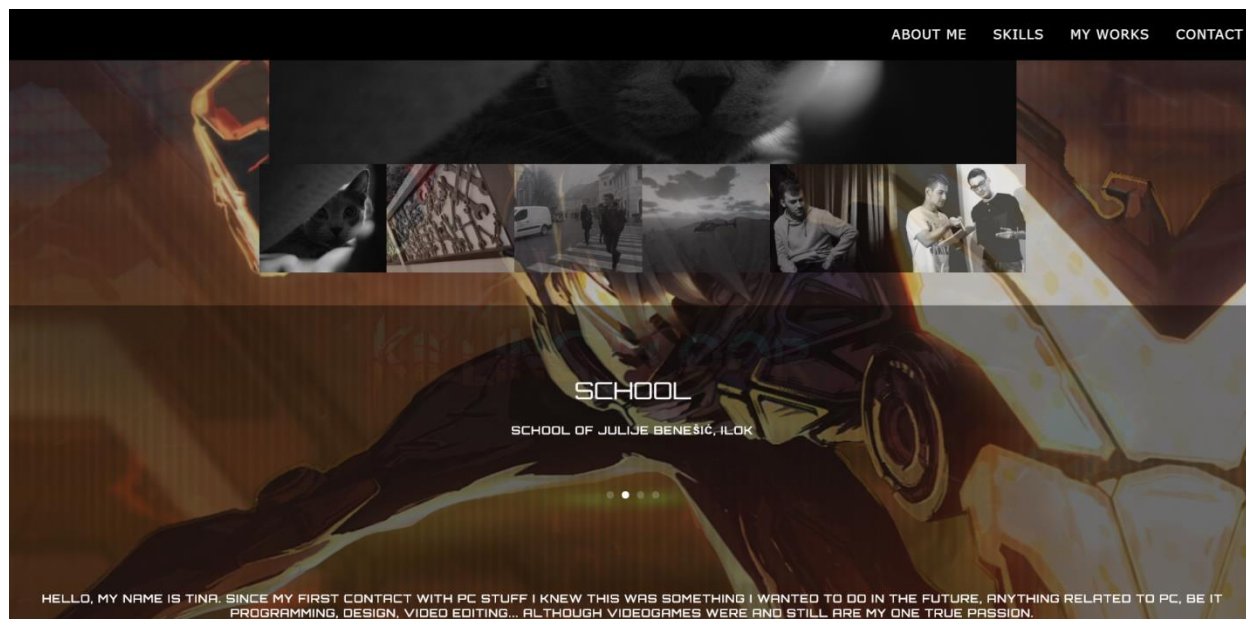 ABOUT ME SKILLS MY WORKS CONTACT
SCHOOL
SCHOOL OF JULIJE BENEŠIĆ, ILOK
HELLO, MY NAME IS TINA. SINCE MY FIRST CONTACT WITH PC STUFF I KNEW THIS WAS SOMETHING I WANTED TO DO IN THE FUTURE, ANYTHING RELATED TO PC, BE IT
PROGRAMMING, DESIGN, VIDEO EDITING... ALTHOUGH VIDEOGAMES WERE AND STILL ARE MY ONE TRUE PASSION.